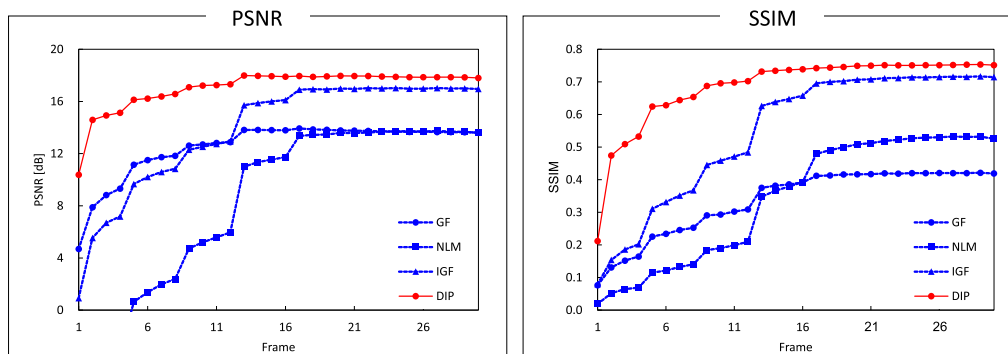 PSNR
20
16
12
8
4
0
PSNR [dB]
1 6 11 16 21 26
Frame
GF
NLM
IGF
DIP
SSIM
0.8
0.7
0.6
0.5
0.4
0.3
0.2
0.1
0.0
SSIM
1 6 11 16 21 26
Frame
GF
NLM
IGF
DIP